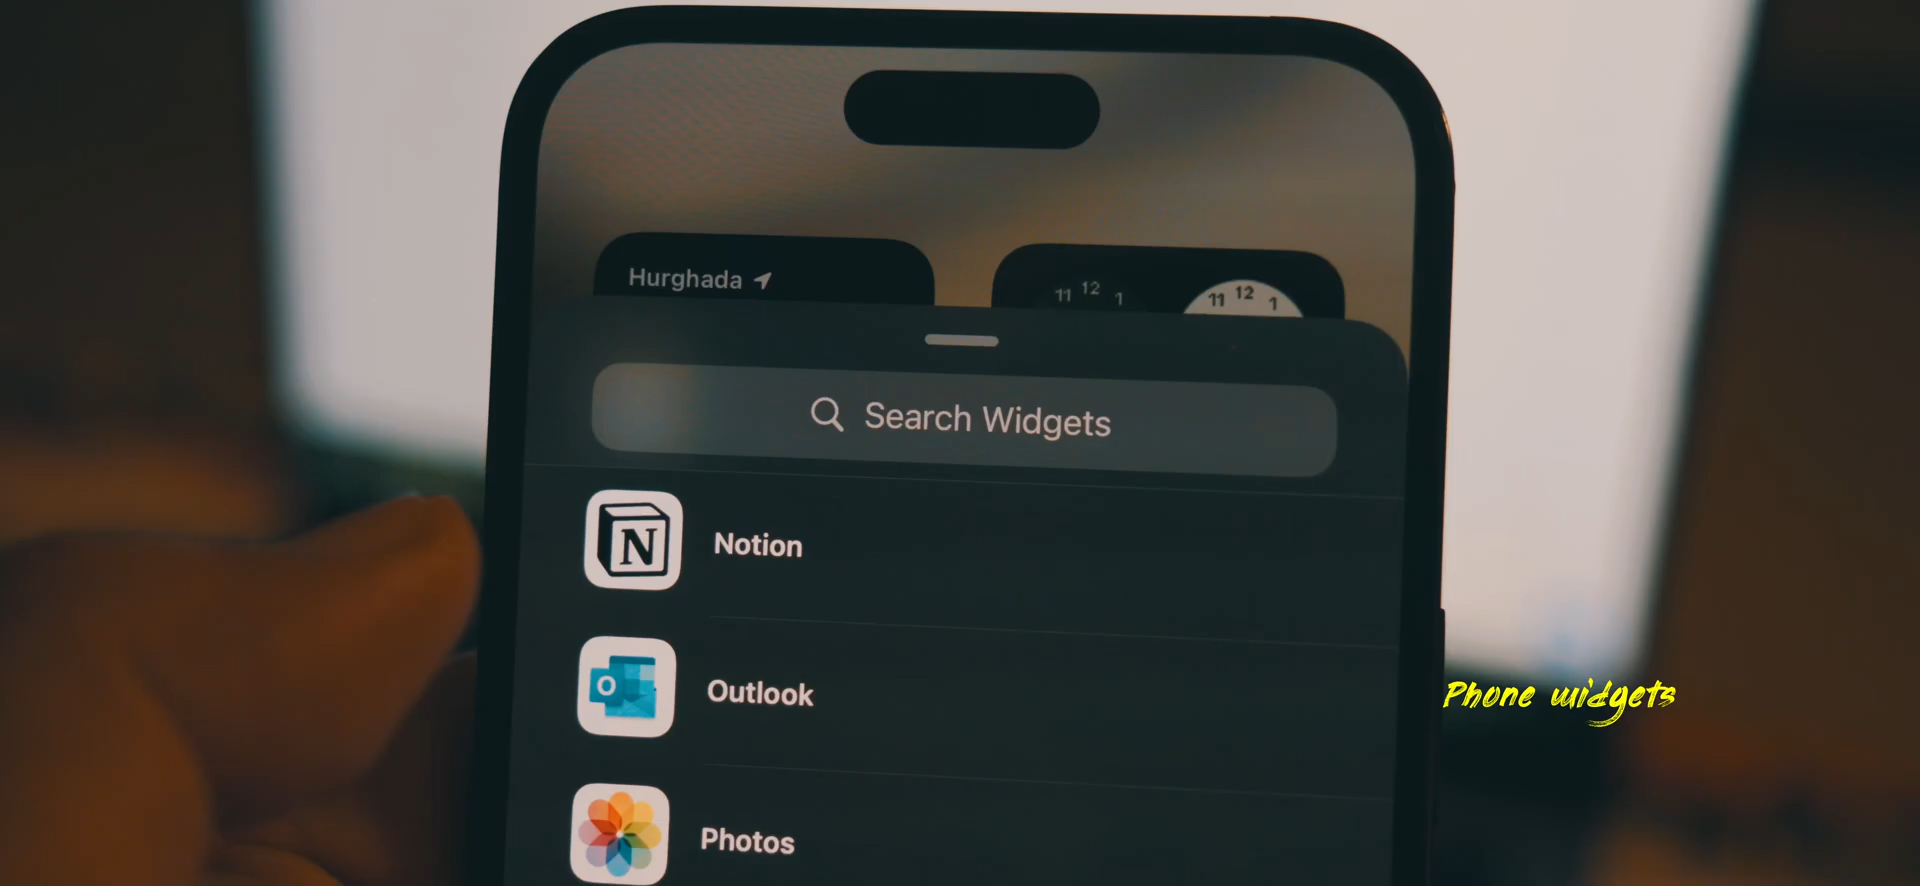 Hurghada
11 12 1
11 12 1
Search Widgets
N Notion
O Outlook
Phone widgets
Photos